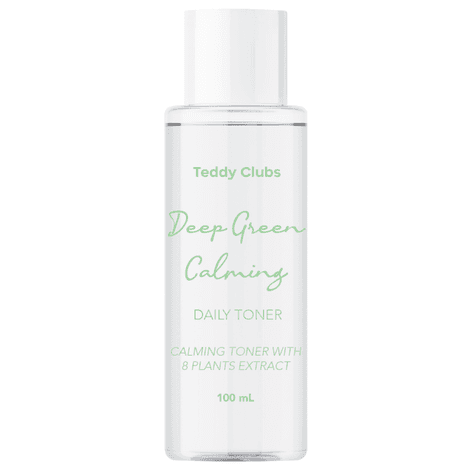 Teddy Clubs
Deep Green
Calming
DAILY TONER
CALMING TONER WITH
8 PLANTS EXTRACT
100 mL